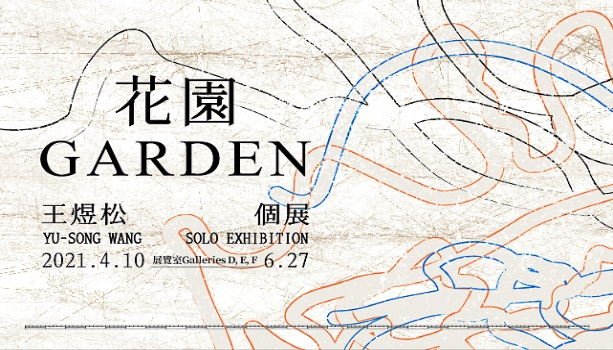 花園
GARDEN
王煜松 個展
YU-SONG WANG SOLO EXHIBITION
2021.4.10 展覽室Galleries D, E, F 6.27